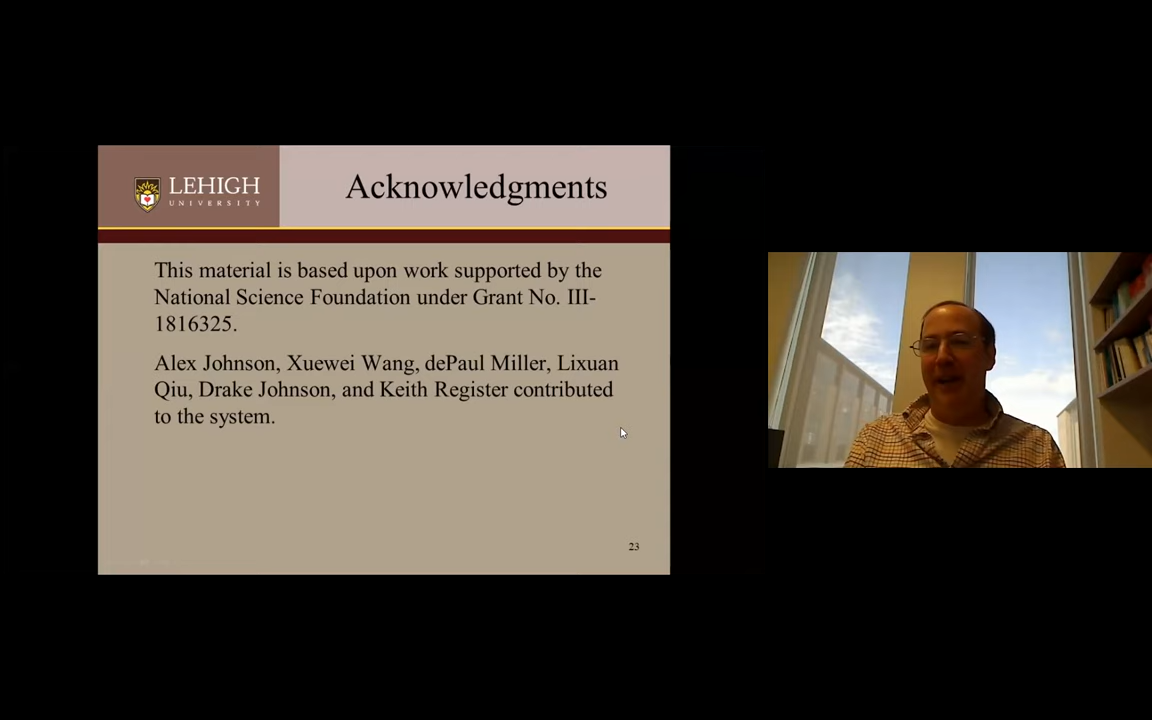 LEHIGH
UNIVERSITY
Acknowledgments
This material is based upon work supported by the
National Science Foundation under Grant No. III-
1816325.
Alex Johnson, Xuewei Wang, dePaul Miller, Lixuan
Qiu, Drake Johnson, and Keith Register contributed
to the system.
23